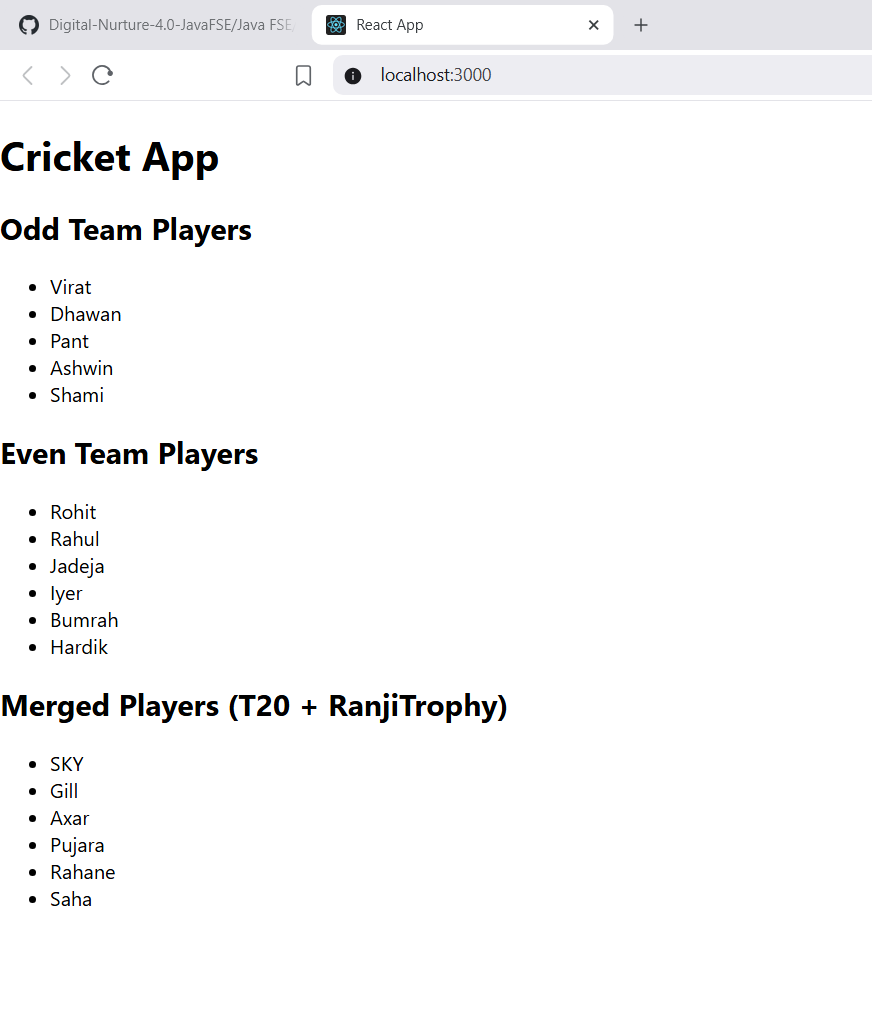 Digital-Nurture-4.0-JavaFSE/Java FSE/
React App
localhost:3000
Cricket App
Odd Team Players
Virat
Dhawan
Pant
Ashwin
Shami
Even Team Players
Rohit
Rahul
Jadeja
Iyer
Bumrah
Hardik
Merged Players (T20 + RanjiTrophy)
SKY
Gill
Axar
Pujara
Rahane
Saha